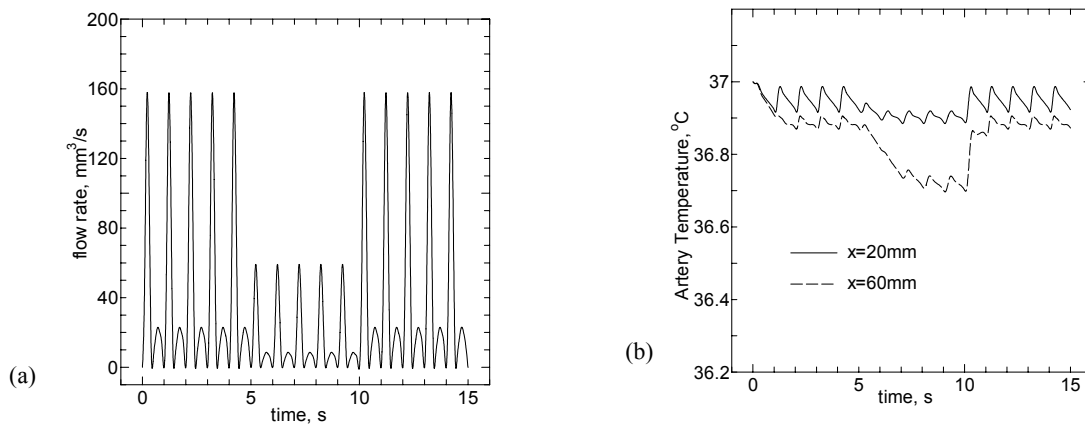 200
160
120
80
40
0
flow rate, mm³/s
0 5 10 15
time, s
(a)
37
36.8
36.6
36.4
36.2
Artery Temperature, °C
x=20mm
x=60mm
0 5 10 15
time, s
(b)